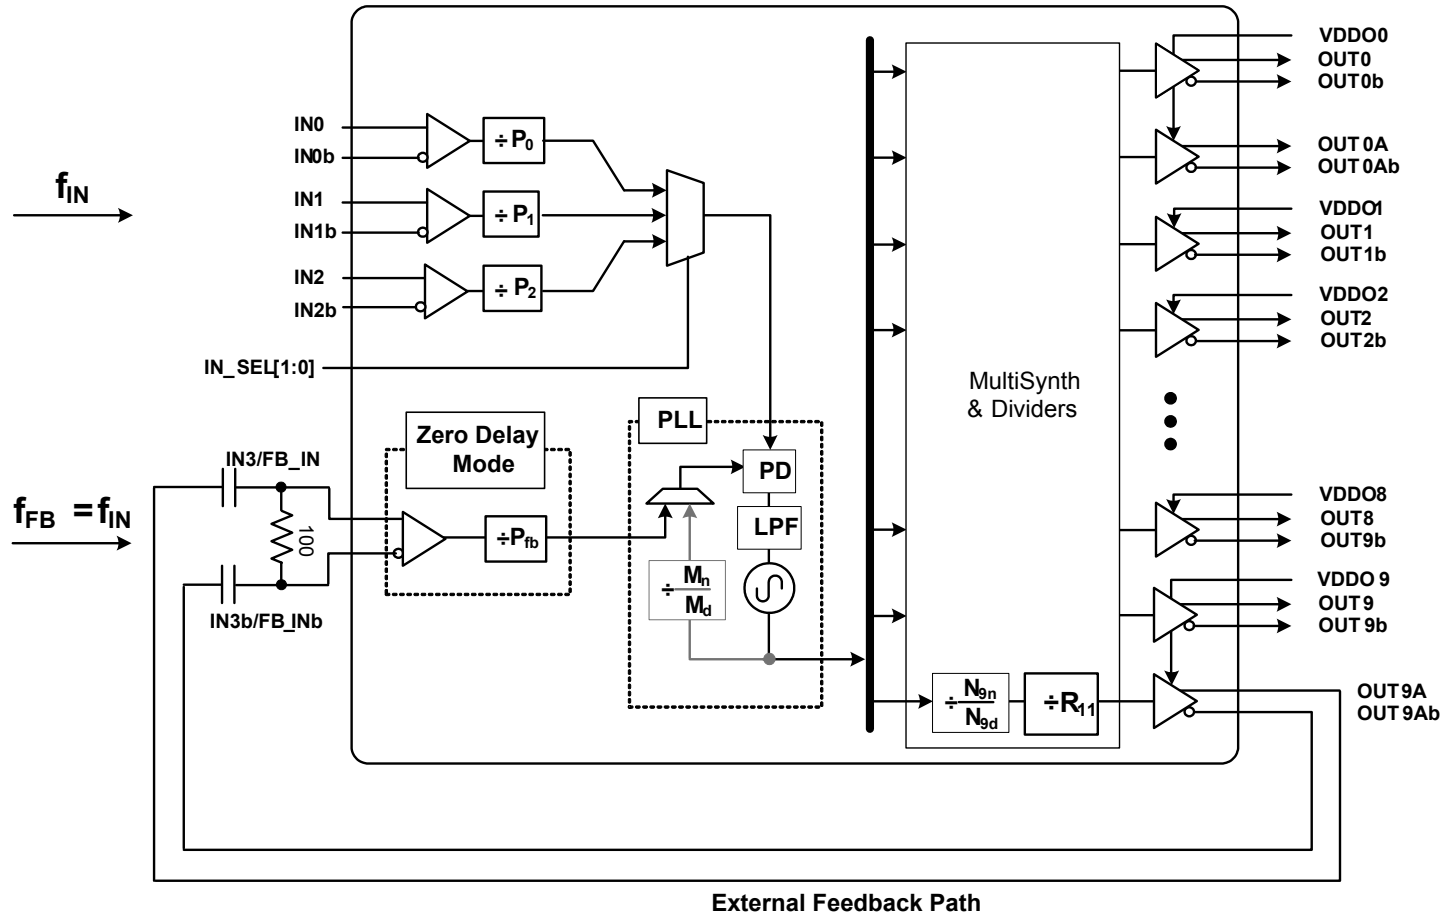 VDDO0
OUT0
OUT0b
IN0
IN0b
÷ P0
OUT0A
OUT0Ab
fIN
IN1
IN1b
÷ P1
VDDO1
OUT1
OUT1b
IN2
IN2b
÷ P2
VDDO2
OUT2
OUT2b
IN_SEL[1:0]
MultiSynth
& Dividers
PLL
Zero Delay
Mode
IN3/FB_IN
PD
VDDO8
OUT8
OUT9b
fFB = fIN
100
÷Pfb
LPF
÷ Mn
Md
IN3b/FB_INb
VDDO 9
OUT 9
OUT 9b
÷ N9n
N9d
÷R11
OUT9A
OUT9Ab
External Feedback Path